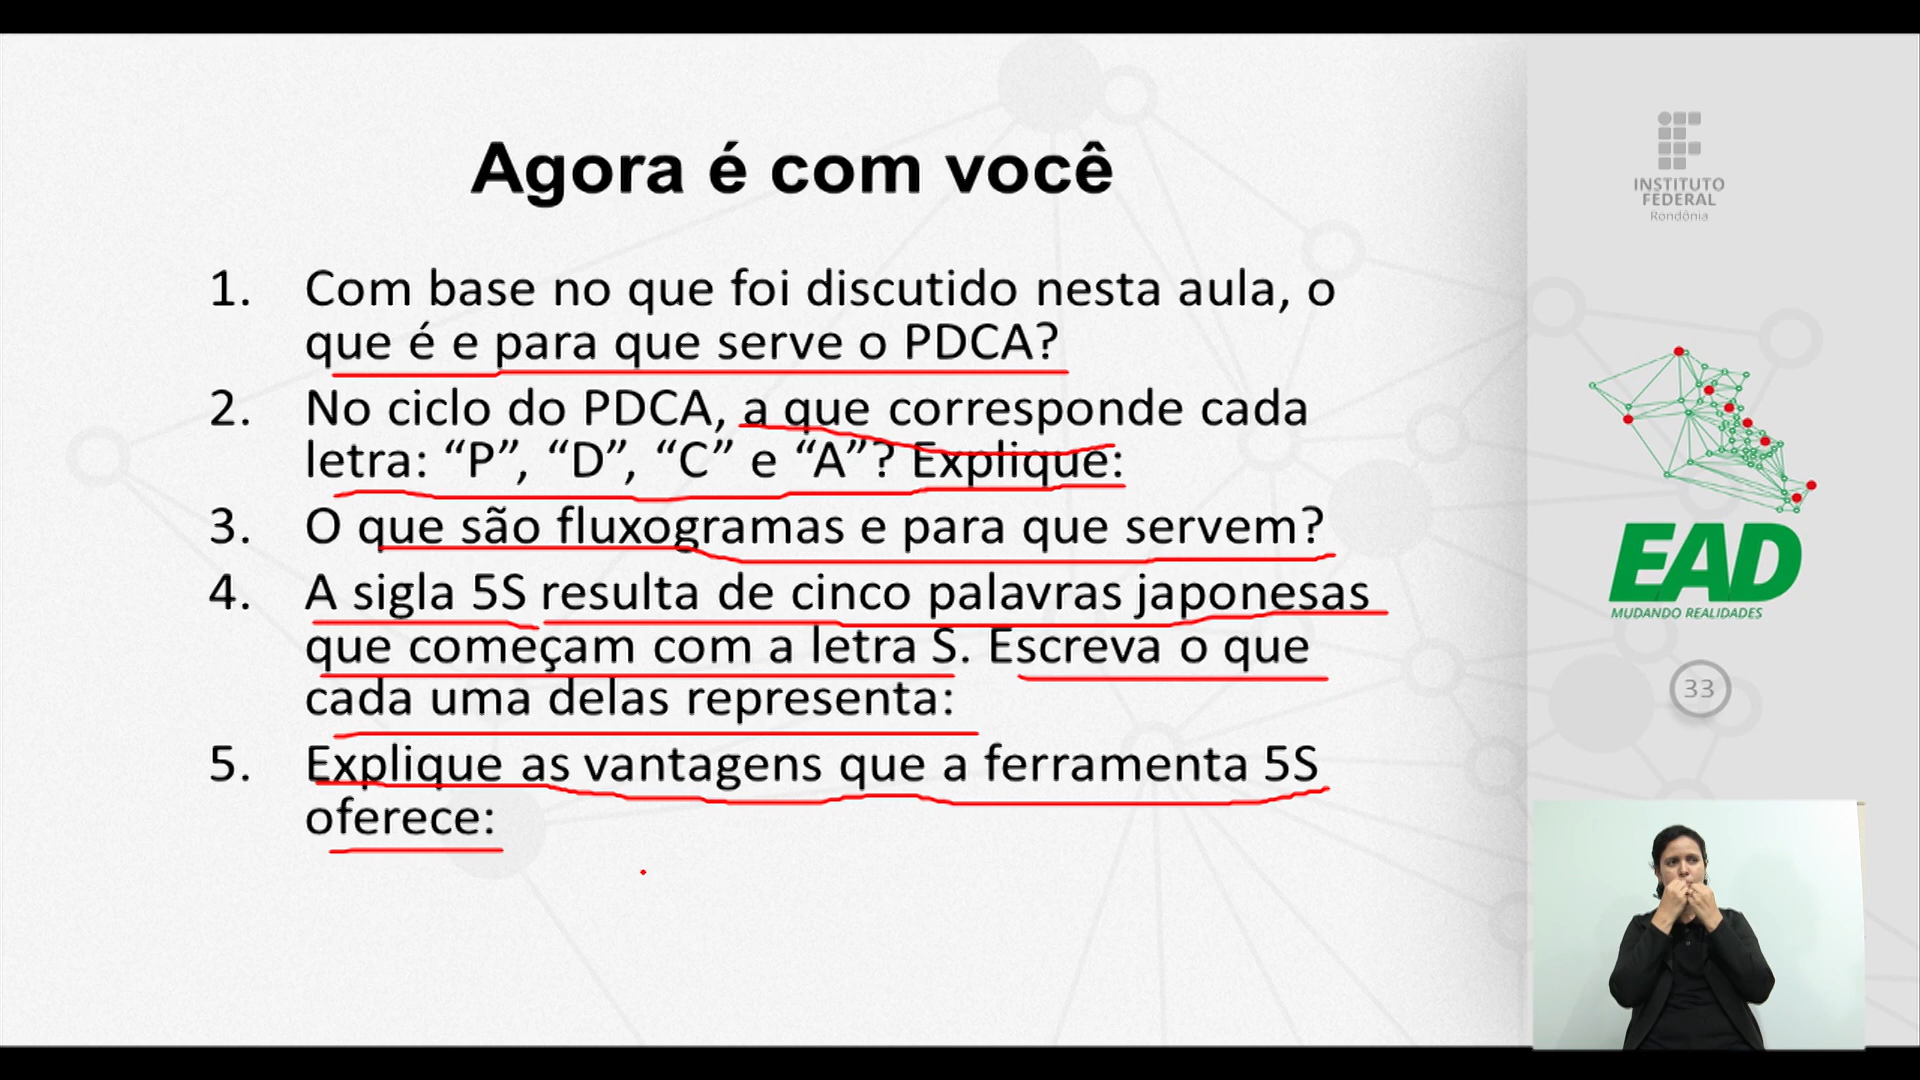 Agora é com você
1. Com base no que foi discutido nesta aula, o
que é e para que serve o PDCA?
2. No ciclo do PDCA, a que corresponde cada
letra: “P”, “D”, “C” e “A”? Explique:
3. O que são fluxogramas e para que servem?
4. A sigla 5S resulta de cinco palavras japonesas
que começam com a letra S. Escreva o que
cada uma delas representa:
5. Explique as vantagens que a ferramenta 5S
oferece:
INSTITUTO
FEDERAL
Rondônia
EAD
MUDANDO REALIDADES
33